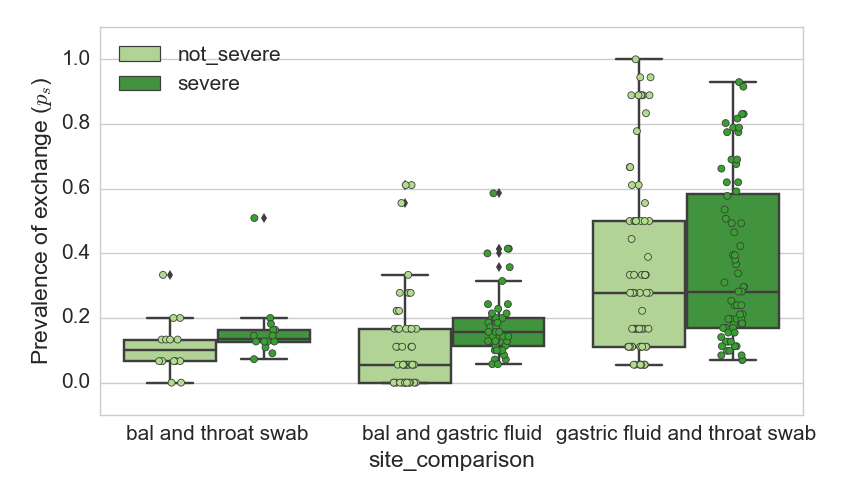 not_severe
severe
Prevalence of exchange (pₛ)
1.0
0.8
0.6
0.4
0.2
0.0
bal and throat swab
bal and gastric fluid
gastric fluid and throat swab
site_comparison